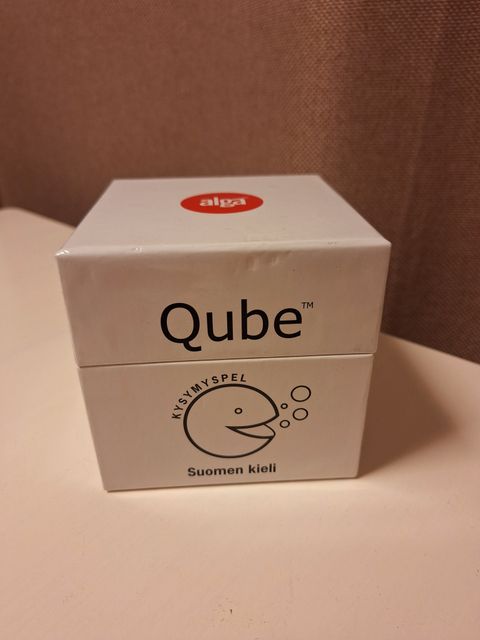 alga
Qube™
KYSYMYSPEL
Suomen kieli